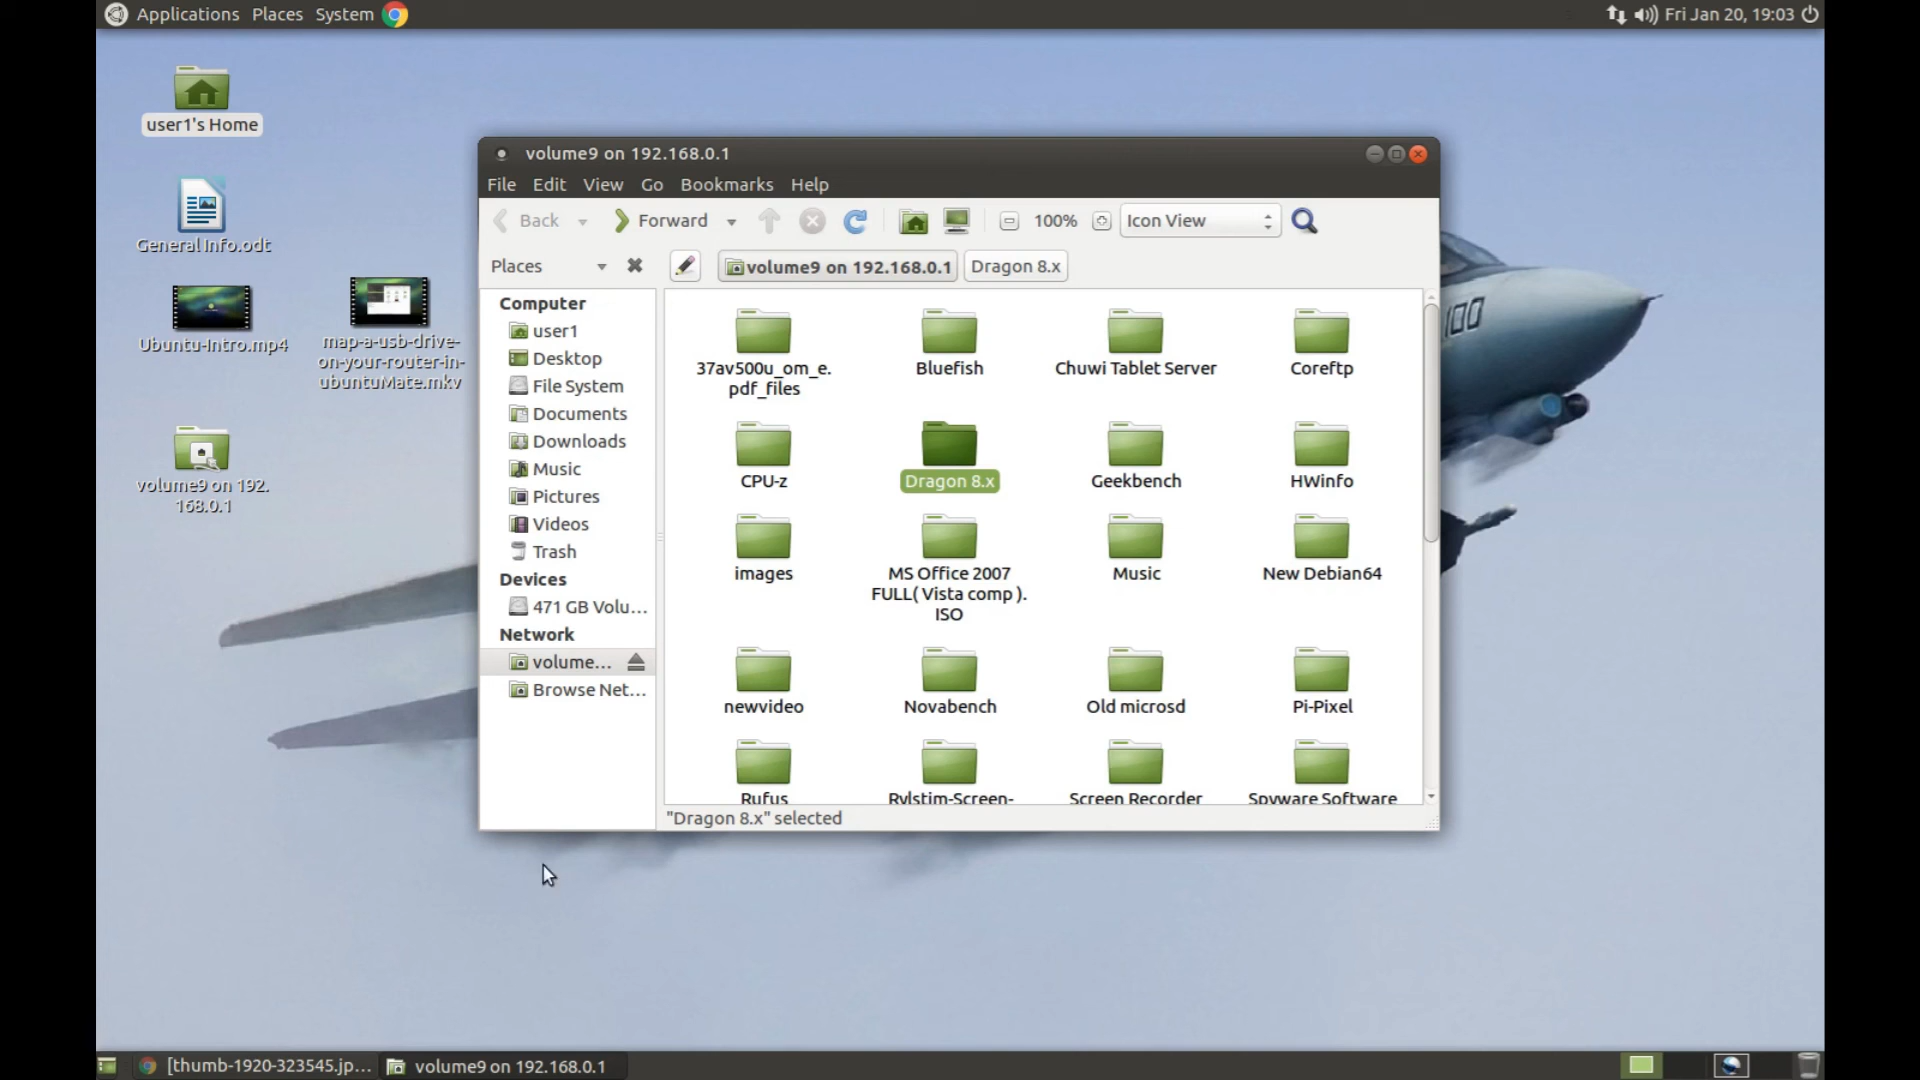 Applications Places System
Fri Jan 20, 19:03
user1's Home
General Info.odt
Ubuntu-Intro.mp4
map-a-usb-drive-
on-your-router-in-
ubuntuMate.mkv
volume9 on 192.
168.0.1
100
volume9 on 192.168.0.1
File Edit View Go Bookmarks Help
Back Forward 100% Icon View
Places
volume9 on 192.168.0.1 Dragon 8.x
Computer
user1
Desktop
File System
Documents
Downloads
Music
Pictures
Videos
Trash
Devices
471 GB Volu...
Network
volume...
Browse Net...
37av500u_om_e.
pdf_files
Bluefish
Chuwi Tablet Server
Coreftp
CPU-z
Dragon 8.x
Geekbench
HWinfo
images
MS Office 2007
FULL( Vista comp ).
ISO
Music
New Debian64
newvideo
Novabench
Old microsd
Pi-Pixel
Rufus
Rylstim-Screen-
Screen Recorder
Spyware Software
"Dragon 8.x" selected
[thumb-1920-323545.jp...
volume9 on 192.168.0.1